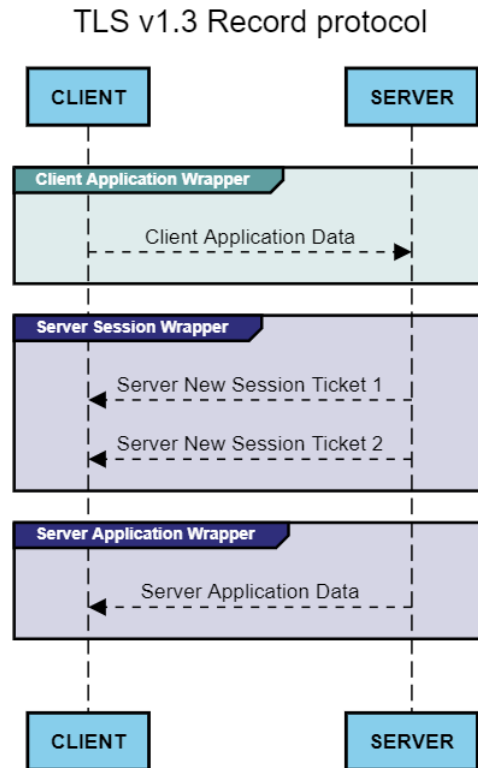 TLS v1.3 Record protocol
CLIENT SERVER
Client Application Wrapper
Client Application Data
Server Session Wrapper
Server New Session Ticket 1
Server New Session Ticket 2
Server Application Wrapper
Server Application Data
CLIENT SERVER